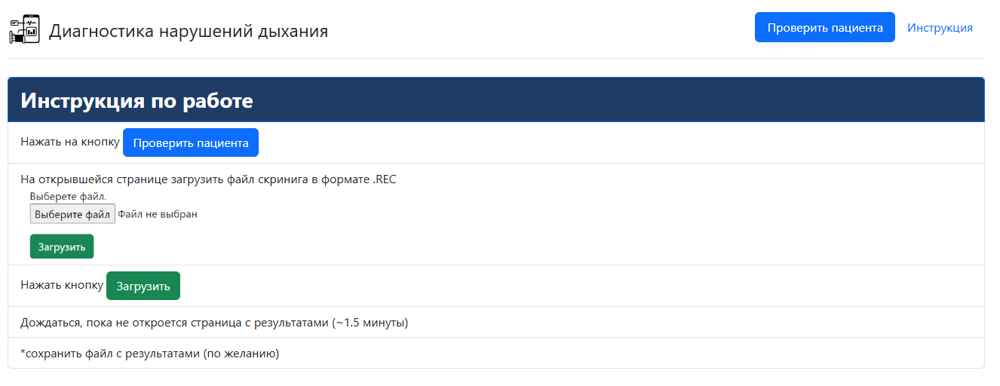 Диагностика нарушений дыхания
Проверить пациента
Инструкция
Инструкция по работе
Нажать на кнопку Проверить пациента
На открывшейся странице загрузить файл скринига в формате .REC
Выберете файл.
Выберите файл Файл не выбран
Загрузить
Нажать кнопку Загрузить
Дождаться, пока не откроется страница с результатами (~1.5 минуты)
*сохранить файл с результатами (по желанию)